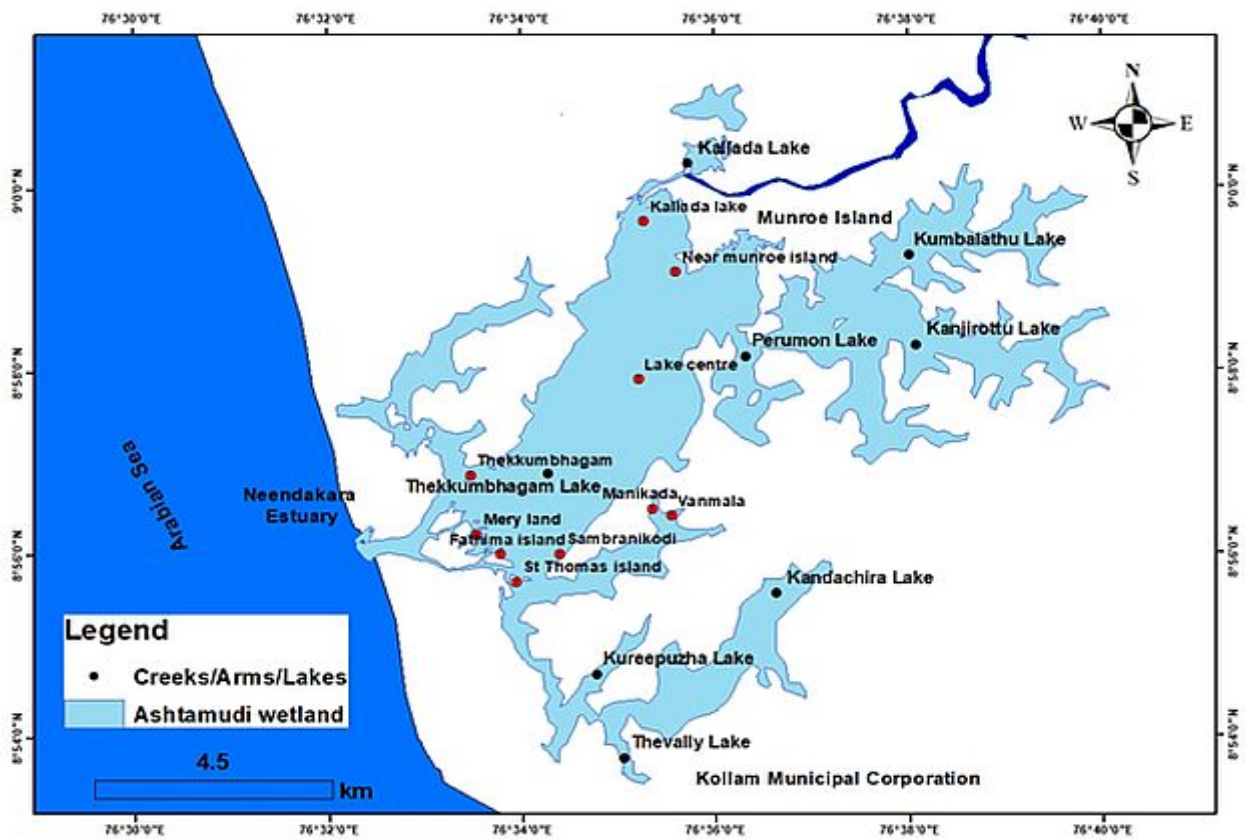 76°30'0"E 76°32'0"E 76°34'0"E 76°36'0"E 76°38'0"E 76°40'0"E
N
W E
S
Kallada Lake
9°0'0"N 9°0'0"N
Kallada lake
Munroe Island
Kumbalathu Lake
Near munroe island
Kanjirottu Lake
Perumon Lake
Lake centre
8°58'0"N 8°58'0"N
Thekkumbhagam
Thekkumbhagam Lake
Manikada
Vanmala
Neendakara
Estuary
Arabian Sea
Mery land
Fathima island
Sambranikodi
St Thomas island
8°56'0"N 8°56'0"N
Kandachira Lake
Legend
Creeks/Arms/Lakes
Ashtamudi wetland
Kureepuzha Lake
Thevally Lake
8°54'0"N 8°54'0"N
Kollam Municipal Corporation
4.5
km
76°30'0"E 76°32'0"E 76°34'0"E 76°36'0"E 76°38'0"E 76°40'0"E